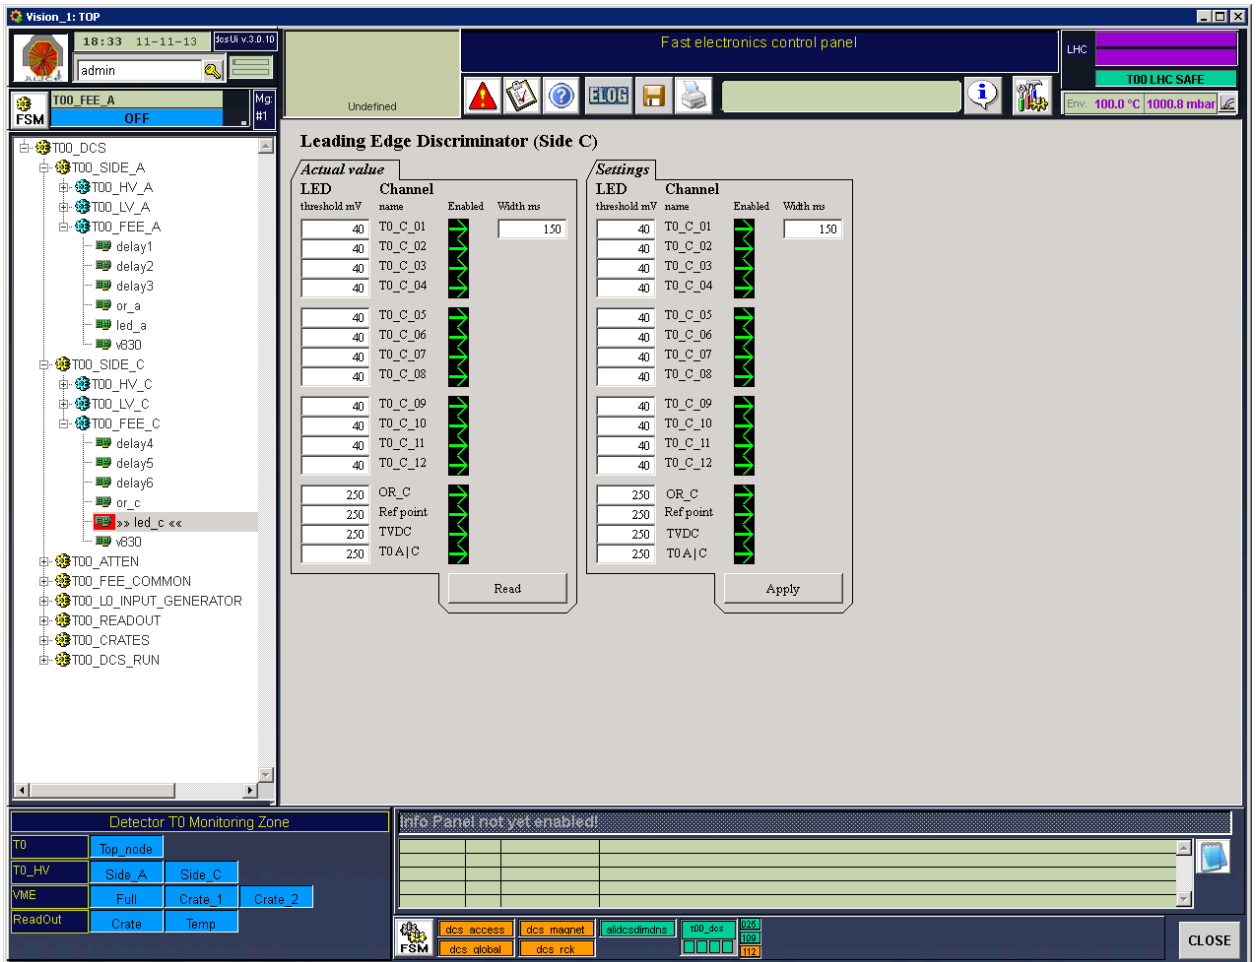 Vision_1: TOP
18:33 11-11-13 dcsUi v.3.0.10
admin
ALICE
T00_FEE_A
OFF
FSM
Mg:
#1
Undefined
Fast electronics control panel
ELOG
LHC
T00 LHC SAFE
Env. 100.0 °C 1000.8 mbar
T00_DCS
T00_SIDE_A
T00_HV_A
T00_LV_A
T00_FEE_A
delay1
delay2
delay3
or_a
led_a
v830
T00_SIDE_C
T00_HV_C
T00_LV_C
T00_FEE_C
delay4
delay5
delay6
or_c
»» led_c ««
v830
T00_ATTEN
T00_FEE_COMMON
T00_L0_INPUT_GENERATOR
T00_READOUT
T00_CRATES
T00_DCS_RUN
Leading Edge Discriminator (Side C)
Actual value
LED Channel
threshold mV name Enabled Width ms
40 T0_C_01 150
40 T0_C_02
40 T0_C_03
40 T0_C_04
40 T0_C_05
40 T0_C_06
40 T0_C_07
40 T0_C_08
40 T0_C_09
40 T0_C_10
40 T0_C_11
40 T0_C_12
250 OR_C
250 Ref point
250 TVDC
250 T0A|C
Read
Settings
LED Channel
threshold mV name Enabled Width ms
40 T0_C_01 150
40 T0_C_02
40 T0_C_03
40 T0_C_04
40 T0_C_05
40 T0_C_06
40 T0_C_07
40 T0_C_08
40 T0_C_09
40 T0_C_10
40 T0_C_11
40 T0_C_12
250 OR_C
250 Ref point
250 TVDC
250 T0A|C
Apply
Detector T0 Monitoring Zone
T0 Top_node
T0_HV Side_A Side_C
VME Full Crate_1 Crate_2
ReadOut Crate Temp
Info Panel not yet enabled!
FSM
dcs_access dcs_magnet alidcsdimdns t00_dcs 025
109
dcs_global dcs_rck 112
CLOSE